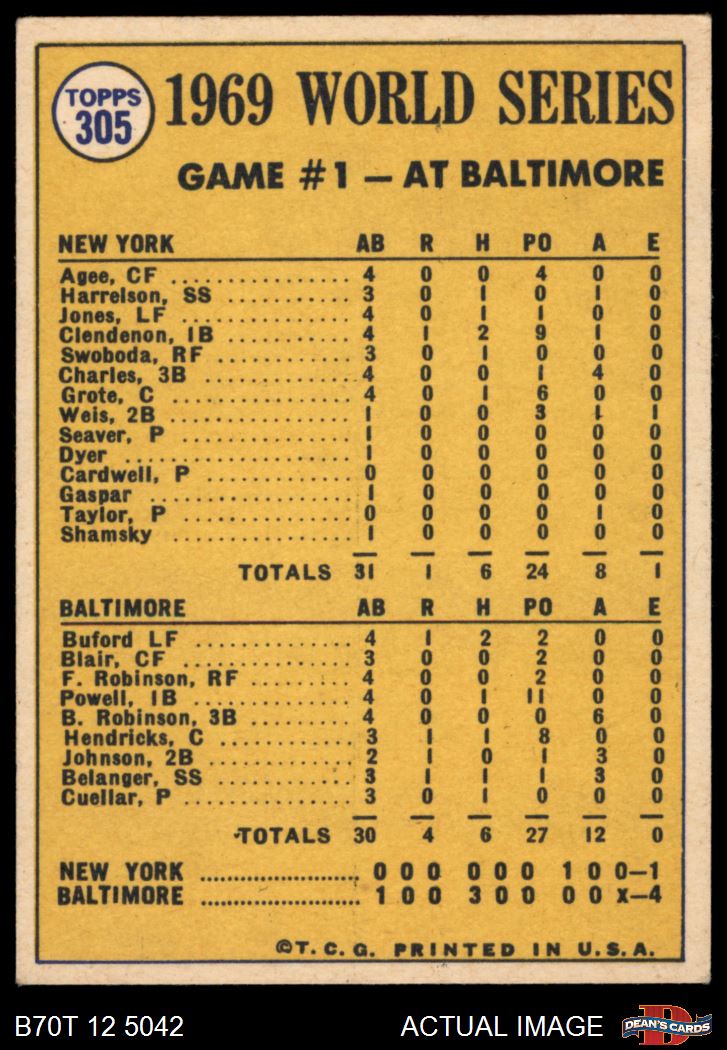 TOPPS 305
1969 WORLD SERIES
GAME #1 — AT BALTIMORE
NEW YORK AB R H PO A E
Agee, CF .................... 4 0 0 4 0 0
Harrelson, SS ............ 3 0 1 0 1 0
Jones, LF .................. 4 0 1 1 0 0
Clendenon, 1B ........... 4 1 2 9 1 0
Swoboda, RF ............. 3 0 1 0 0 0
Charles, 3B ............... 4 0 0 1 4 0
Grote, C ................... 4 0 1 6 0 0
Weis, 2B ................... 1 0 0 3 1 1
Seaver, P .................. 1 0 0 0 0 0
Dyer ......................... 1 0 0 0 0 0
Cardwell, P ............... 0 0 0 0 0 0
Gaspar ..................... 1 0 0 0 0 0
Taylor, P .................. 0 0 0 0 1 0
Shamsky ................... 1 0 0 0 0 0
TOTALS 31 1 6 24 8 1
BALTIMORE AB R H PO A E
Buford LF ................. 4 1 2 2 0 0
Blair, CF ................... 3 0 0 2 0 0
F. Robinson, RF ......... 4 0 0 2 0 0
Powell, 1B ................ 4 0 1 11 0 0
B. Robinson, 3B ......... 4 0 0 0 6 0
Hendricks, C .............. 3 1 1 8 0 0
Johnson, 2B .............. 2 1 0 1 3 0
Belanger, SS .............. 3 1 1 1 3 0
Cuellar, P .................. 3 0 1 0 0 0
TOTALS 30 4 6 27 12 0
NEW YORK ........................ 0 0 0 0 0 0 1 0 0—1
BALTIMORE ........................ 1 0 0 3 0 0 0 0 x—4
©T. C. G. PRINTED IN U. S. A.
B70T 12 5042 ACTUAL IMAGE D DEAN'S CARDS